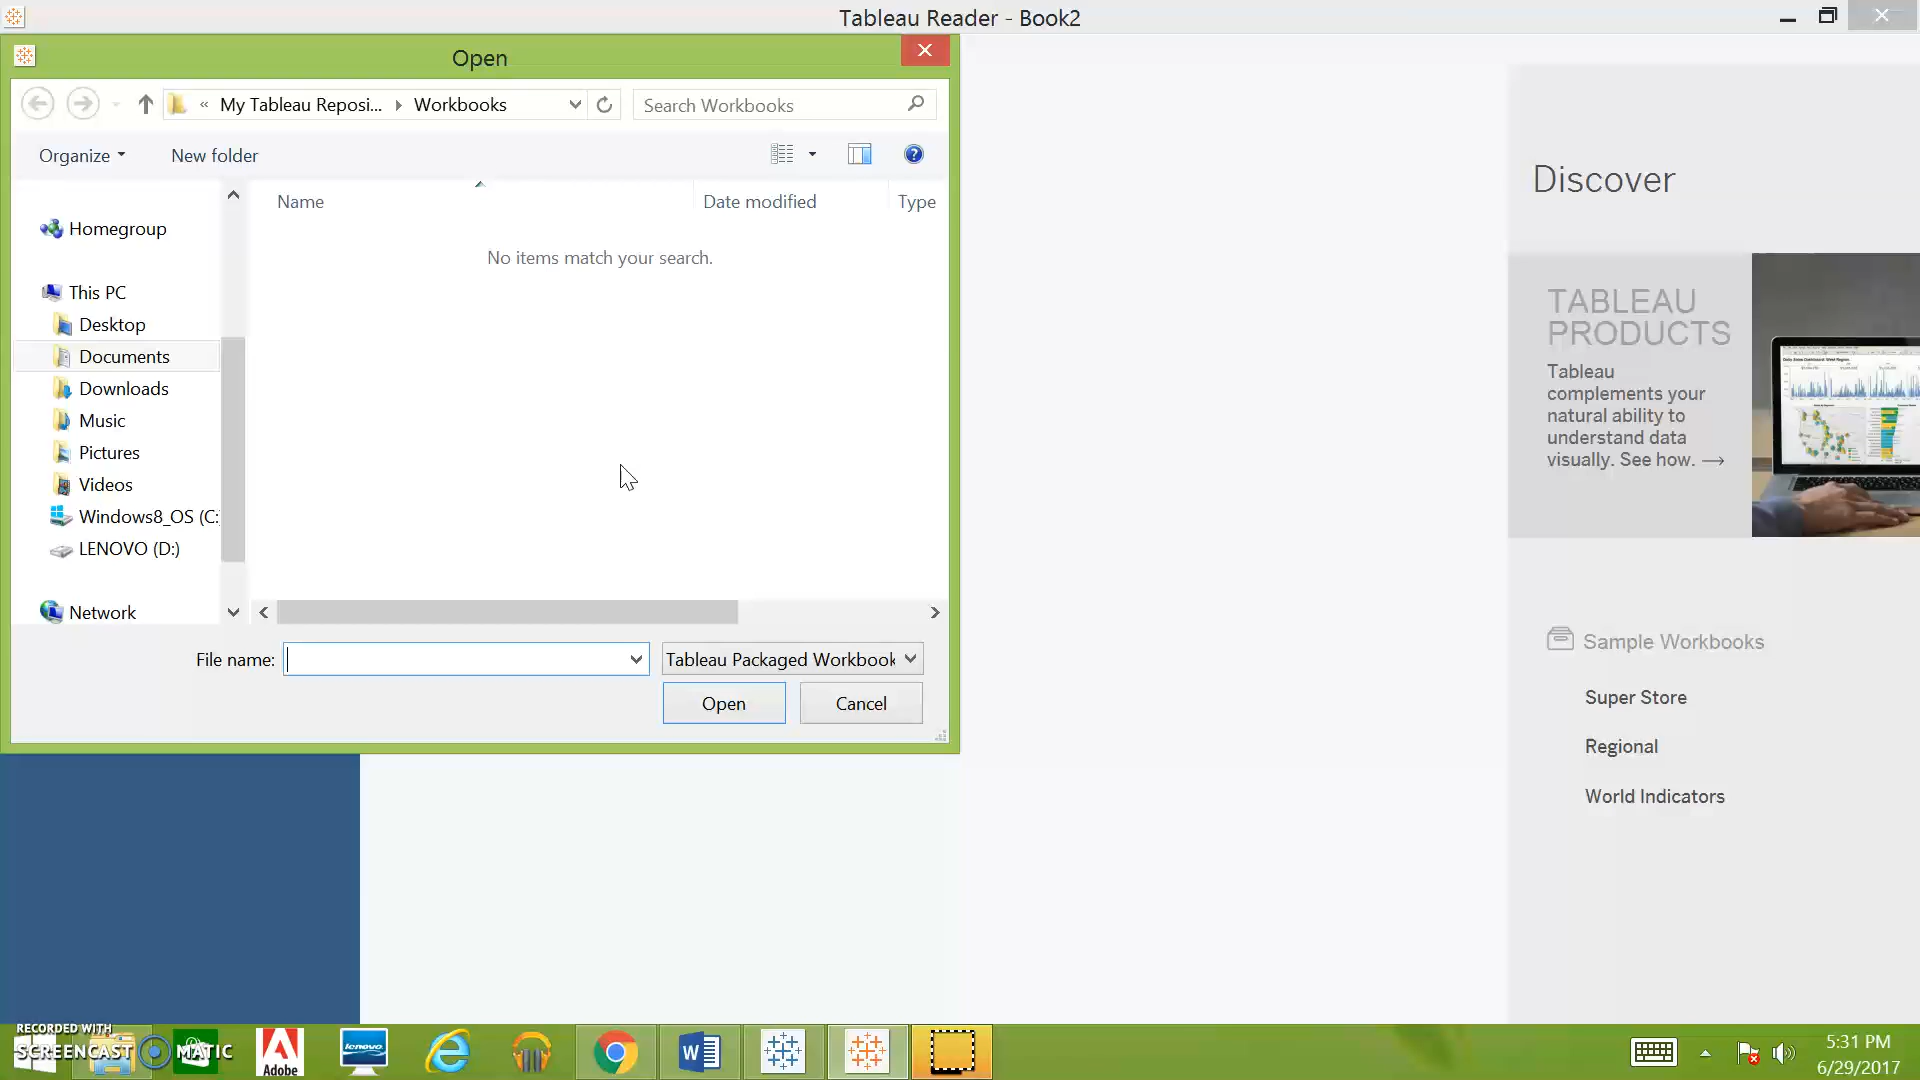 Tableau Reader - Book2
Open
« My Tableau Reposi... Workbooks
Search Workbooks
Organize
New folder
Name
Date modified
Type
No items match your search.
Homegroup
This PC
Desktop
Documents
Downloads
Music
Pictures
Videos
Windows8_OS (C:
LENOVO (D:)
Network
File name:
Tableau Packaged Workbook
Open
Cancel
Discover
TABLEAU
PRODUCTS
Tableau
complements your
natural ability to
understand data
visually. See how. →
Sample Workbooks
Super Store
Regional
World Indicators
RECORDED WITH
SCREENCAST MATIC
Adobe
lenovo
5:31 PM
6/29/2017